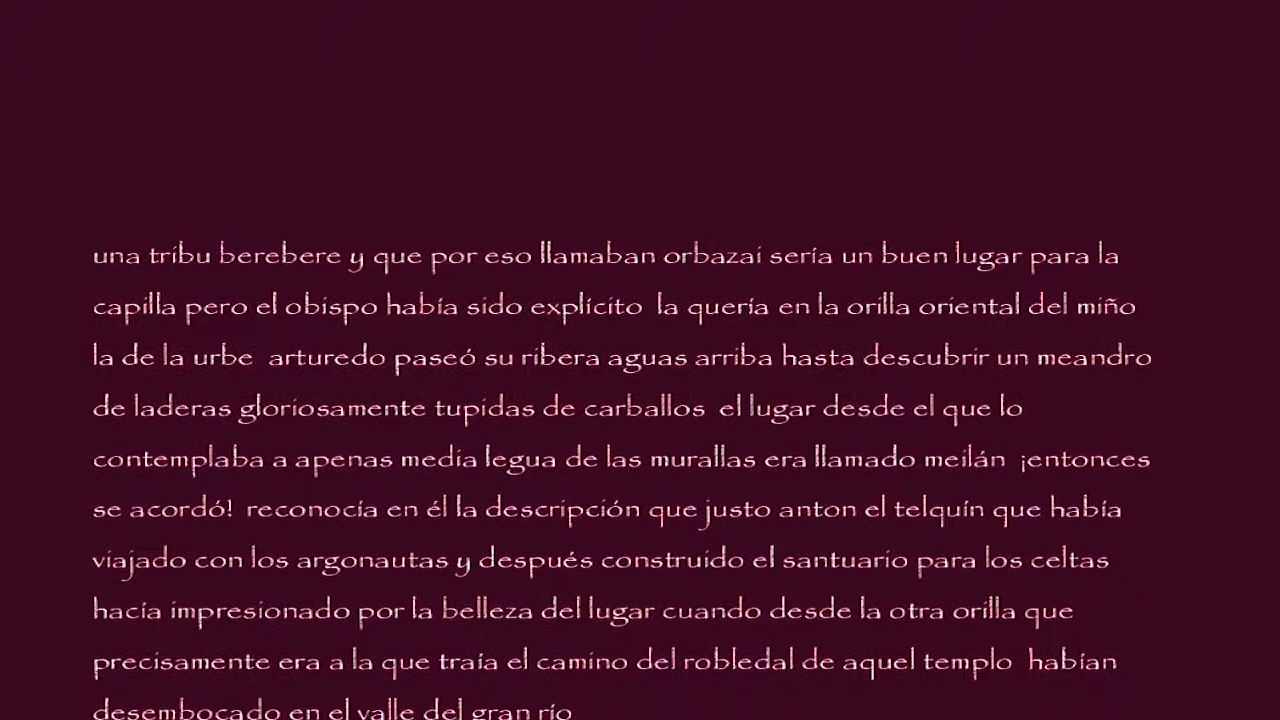 una tribu berebere y que por eso llamaban orbazai sería un buen lugar para la
capilla pero el obispo había sido explícito la quería en la orilla oriental del miño
la de la urbe arturedo paseó su ribera aguas arriba hasta descubrir un meandro
de laderas gloriosamente tupidas de carballos el lugar desde el que lo
contemplaba a apenas media legua de las murallas era llamado meilán ¡entonces
se acordó! reconocía en él la descripción que justo anton el telquín que había
viajado con los argonautas y después construido el santuario para los celtas
hacía impresionado por la belleza del lugar cuando desde la otra orilla que
precisamente era a la que traía el camino del robledal de aquel templo habían
desembocado en el valle del gran río